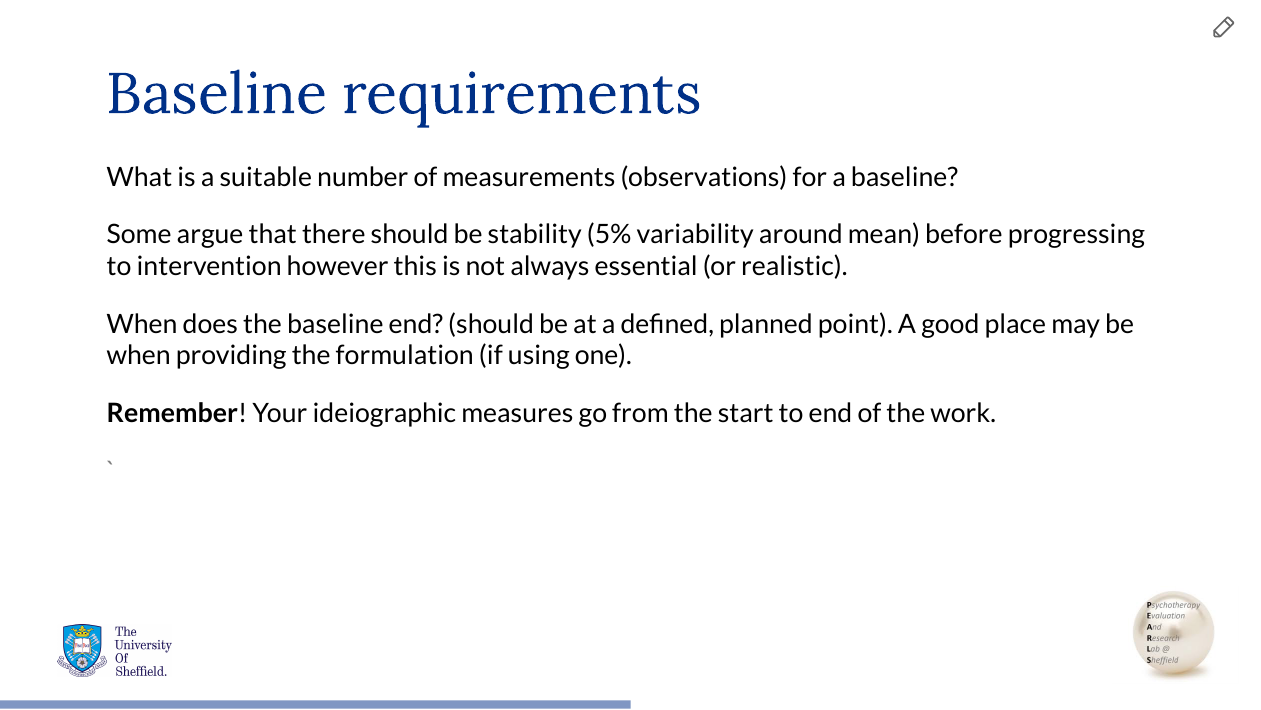 Baseline requirements
What is a suitable number of measurements (observations) for a baseline?
Some argue that there should be stability (5% variability around mean) before progressing
to intervention however this is not always essential (or realistic).
When does the baseline end? (should be at a defined, planned point). A good place may be
when providing the formulation (if using one).
Remember! Your ideiographic measures go from the start to end of the work.
`
The
University
Of
Sheffield.
Psychotherapy
Evaluation
And
Research
Lab @
Sheffield